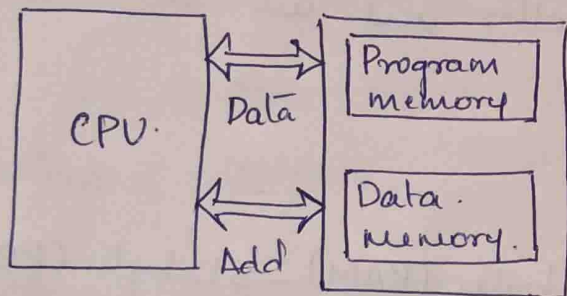 CPU.
Data
Add
Program
memory
Data.
memory.